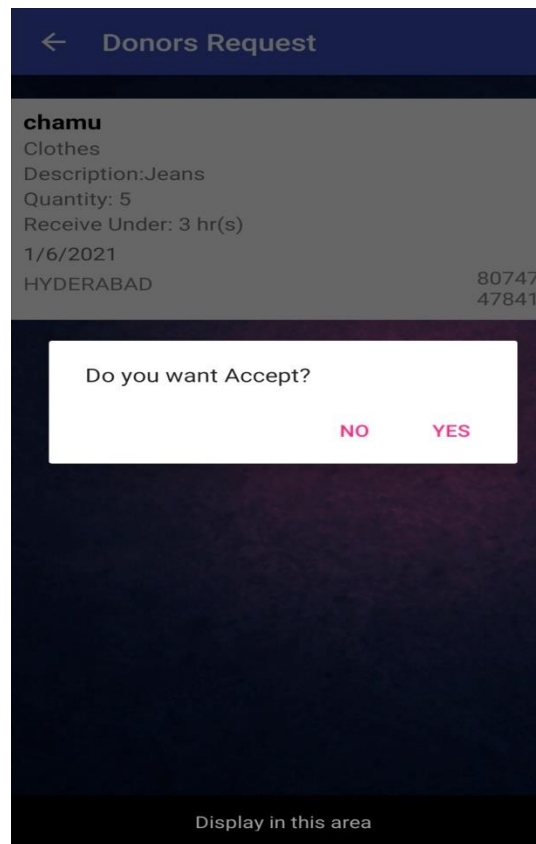 Donors Request
chamu
Clothes
Description:Jeans
Quantity: 5
Receive Under: 3 hr(s)
1/6/2021
HYDERABAD
80747
47841
Do you want Accept?
NO YES
Display in this area